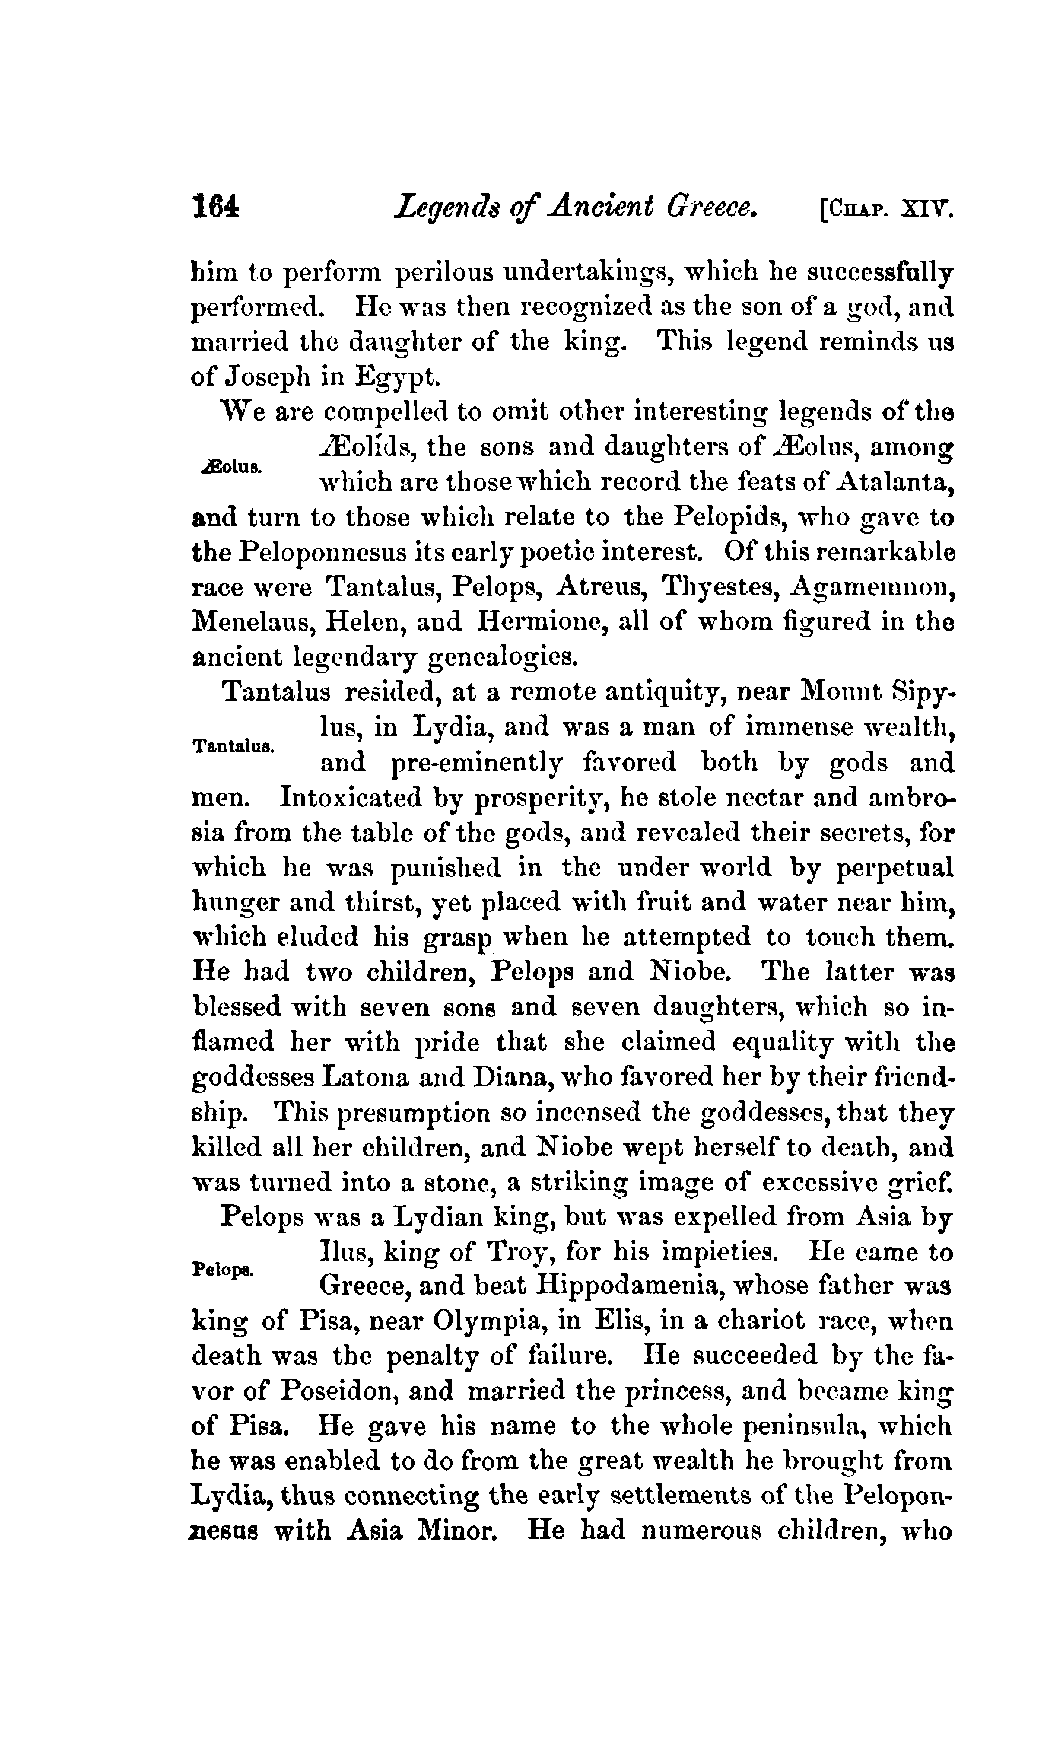 164 Legends of Ancient Greece. [CHAP. XIV.
him to perform perilous undertakings, which he successfully
performed. He was then recognized as the son of a god, and
married the daughter of the king. This legend reminds us
of Joseph in Egypt.
We are compelled to omit other interesting legends of the
Æolus.
Æolids, the sons and daughters of Æolus, among
which are those which record the feats of Atalanta,
and turn to those which relate to the Pelopids, who gave to
the Peloponnesus its early poetic interest. Of this remarkable
race were Tantalus, Pelops, Atreus, Thyestes, Agamemnon,
Menelaus, Helen, and Hermione, all of whom figured in the
ancient legendary genealogies.
Tantalus resided, at a remote antiquity, near Mount Sipy-
Tantalus.
lus, in Lydia, and was a man of immense wealth,
and pre-eminently favored both by gods and
men. Intoxicated by prosperity, he stole nectar and ambro-
sia from the table of the gods, and revealed their secrets, for
which he was punished in the under world by perpetual
hunger and thirst, yet placed with fruit and water near him,
which eluded his grasp when he attempted to touch them.
He had two children, Pelops and Niobe. The latter was
blessed with seven sons and seven daughters, which so in-
flamed her with pride that she claimed equality with the
goddesses Latona and Diana, who favored her by their friend-
ship. This presumption so incensed the goddesses, that they
killed all her children, and Niobe wept herself to death, and
was turned into a stone, a striking image of excessive grief.
Pelops was a Lydian king, but was expelled from Asia by
Pelops.
Ilus, king of Troy, for his impieties. He came to
Greece, and beat Hippodamenia, whose father was
king of Pisa, near Olympia, in Elis, in a chariot race, when
death was the penalty of failure. He succeeded by the fa-
vor of Poseidon, and married the princess, and became king
of Pisa. He gave his name to the whole peninsula, which
he was enabled to do from the great wealth he brought from
Lydia, thus connecting the early settlements of the Pelopon-
nesus with Asia Minor. He had numerous children, who